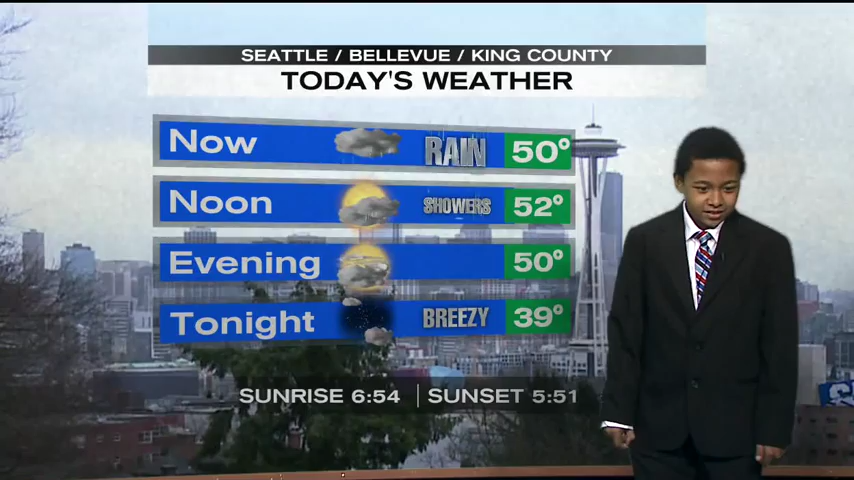 SEATTLE / BELLEVUE / KING COUNTY
TODAY'S WEATHER
Now RAIN 50°
Noon SHOWERS 52°
Evening 50°
Tonight BREEZY 39°
SUNRISE 6:54 | SUNSET 5:51